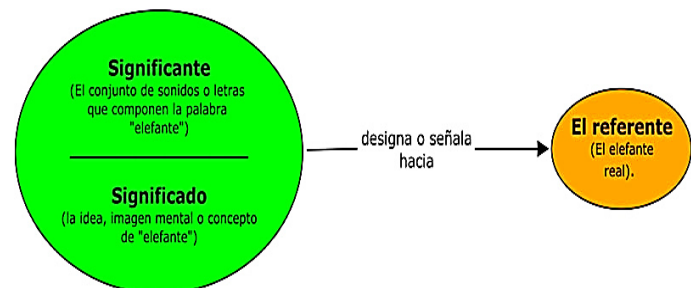 Significante
(El conjunto de sonidos o letras
que componen la palabra
"elefante")
Significado
(la idea, imagen mental o concepto
de "elefante")
designa o señala
hacia
El referente
(El elefante
real).